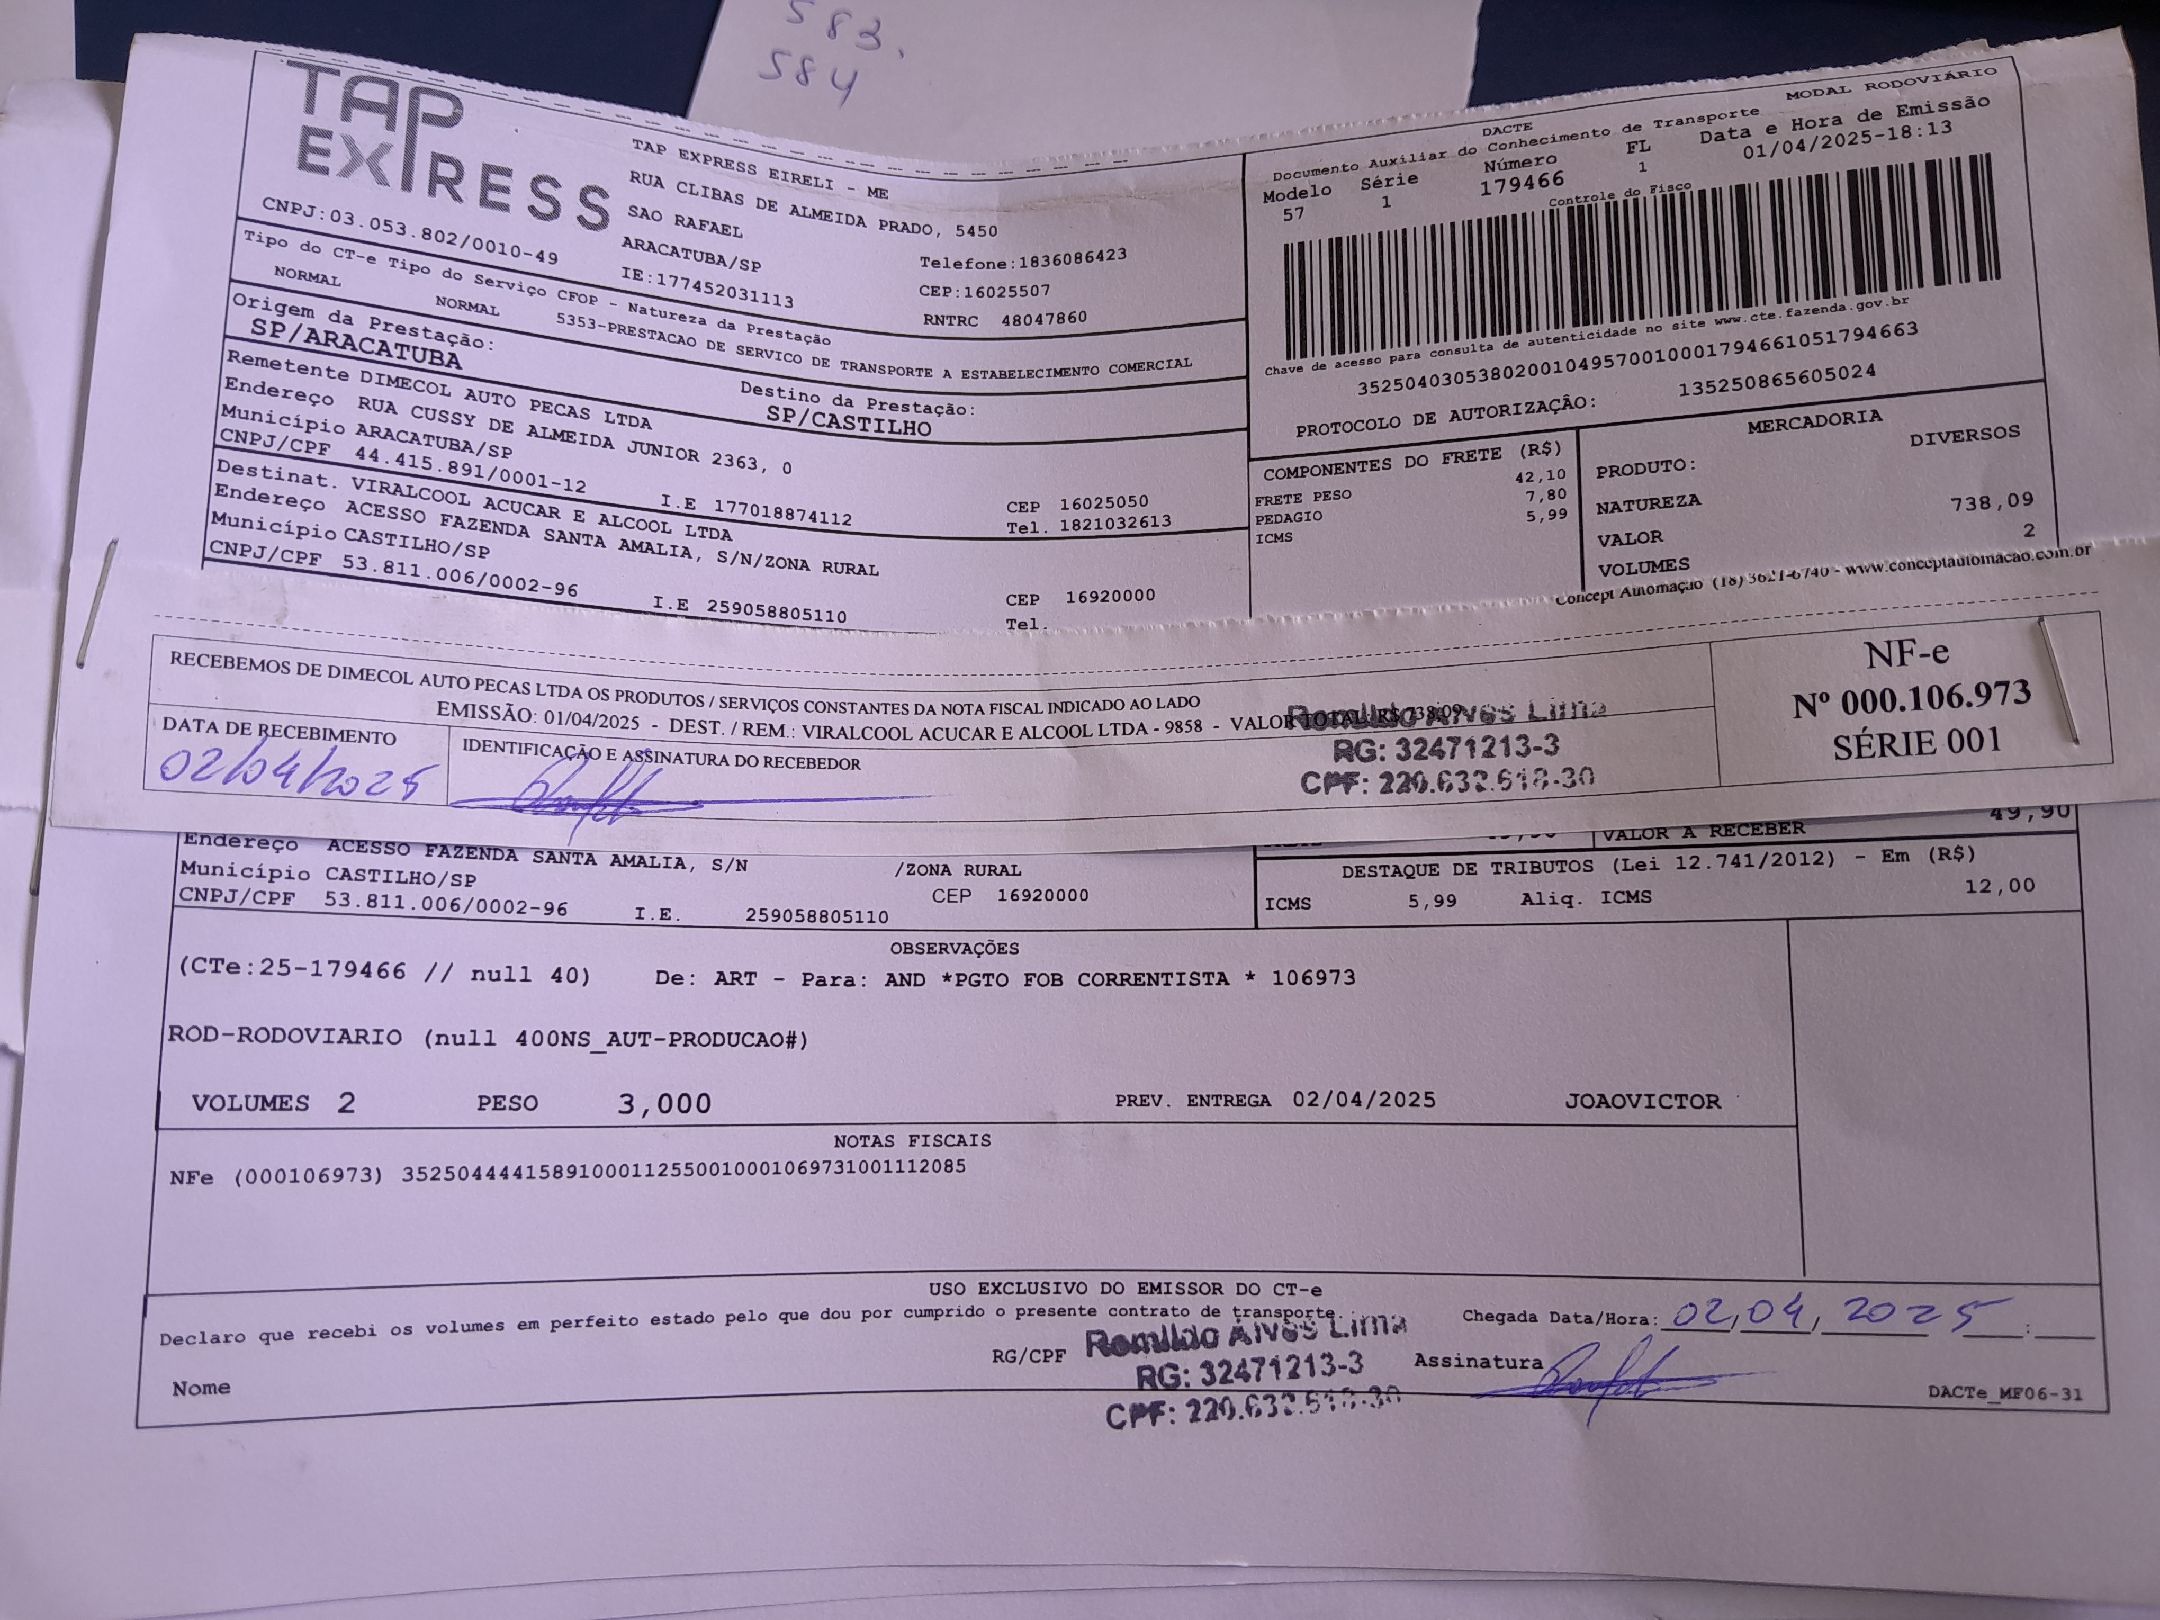 583.
584
TAP
EXPRESS
TAP EXPRESS EIRELI - ME
RUA CLIBAS DE ALMEIDA PRADO, 5450
SAO RAFAEL
ARACATUBA/SP
IE:177452031113
Telefone:1836086423
CEP:16025507
RNTRC 48047860
CNPJ:03.053.802/0010-49
Tipo do CT-e Tipo do Serviço CFOP - Natureza da Prestação
NORMAL NORMAL 5353-PRESTACAO DE SERVICO DE TRANSPORTE A ESTABELECIMENTO COMERCIAL
Origem da Prestação: Destino da Prestação:
SP/ARACATUBA SP/CASTILHO
Remetente DIMECOL AUTO PECAS LTDA
Endereço RUA CUSSY DE ALMEIDA JUNIOR 2363, 0
Município ARACATUBA/SP CEP 16025050
CNPJ/CPF 44.415.891/0001-12 I.E 177018874112 Tel. 1821032613
Destinat. VIRALCOOL ACUCAR E ALCOOL LTDA
Endereço ACESSO FAZENDA SANTA AMALIA, S/N/ZONA RURAL
Município CASTILHO/SP CEP 16920000
CNPJ/CPF 53.811.006/0002-96 I.E 259058805110 Tel.
DACTE MODAL RODOVIÁRIO
Documento Auxiliar do Conhecimento de Transporte
Modelo Série Número FL Data e Hora de Emissão
57 1 179466 1 01/04/2025-18:13
Controle do Fisco
Chave de acesso para consulta de autenticidade no site www.cte.fazenda.gov.br
35250403053802001049570010001794661051794663
PROTOCOLO DE AUTORIZAÇÃO: 135250865605024
COMPONENTES DO FRETE (R$)
FRETE PESO 42,10
PEDAGIO 7,80
ICMS 5,99
MERCADORIA
PRODUTO: DIVERSOS
NATUREZA
VALOR 738,09
VOLUMES 2
Concept Automação (18) 3621-6740 - www.conceptautomacao.com.br
RECEBEMOS DE DIMECOL AUTO PECAS LTDA OS PRODUTOS / SERVIÇOS CONSTANTES DA NOTA FISCAL INDICADO AO LADO
EMISSÃO: 01/04/2025 - DEST. / REM.: VIRALCOOL ACUCAR E ALCOOL LTDA - 9858 - VALOR TOTAL: R$ 738,09
DATA DE RECEBIMENTO
02/04/2025
IDENTIFICAÇÃO E ASSINATURA DO RECEBEDOR
Romildo Alves Lima
RG: 32471213-3
CPF: 220.632.618-30
NF-e
Nº 000.106.973
SÉRIE 001
VALOR A RECEBER 49,90
Endereço ACESSO FAZENDA SANTA AMALIA, S/N /ZONA RURAL
Município CASTILHO/SP CEP 16920000
CNPJ/CPF 53.811.006/0002-96 I.E. 259058805110
DESTAQUE DE TRIBUTOS (Lei 12.741/2012) - Em (R$)
ICMS 5,99 Aliq. ICMS 12,00
OBSERVAÇÕES
(CTe:25-179466 // null 40) De: ART - Para: AND *PGTO FOB CORRENTISTA * 106973
ROD-RODOVIARIO (null 400NS_AUT-PRODUCAO#)
VOLUMES 2 PESO 3,000 PREV. ENTREGA 02/04/2025 JOAOVICTOR
NOTAS FISCAIS
NFe (000106973) 35250444415891000112550010001069731001112085
USO EXCLUSIVO DO EMISSOR DO CT-e
Declaro que recebi os volumes em perfeito estado pelo que dou por cumprido o presente contrato de transporte.
Chegada Data/Hora: 02,04,2025 :
Nome RG/CPF Assinatura
Romildo Alves Lima
RG: 32471213-3
CPF: 220.632.618-30
DACTe_MF06-31